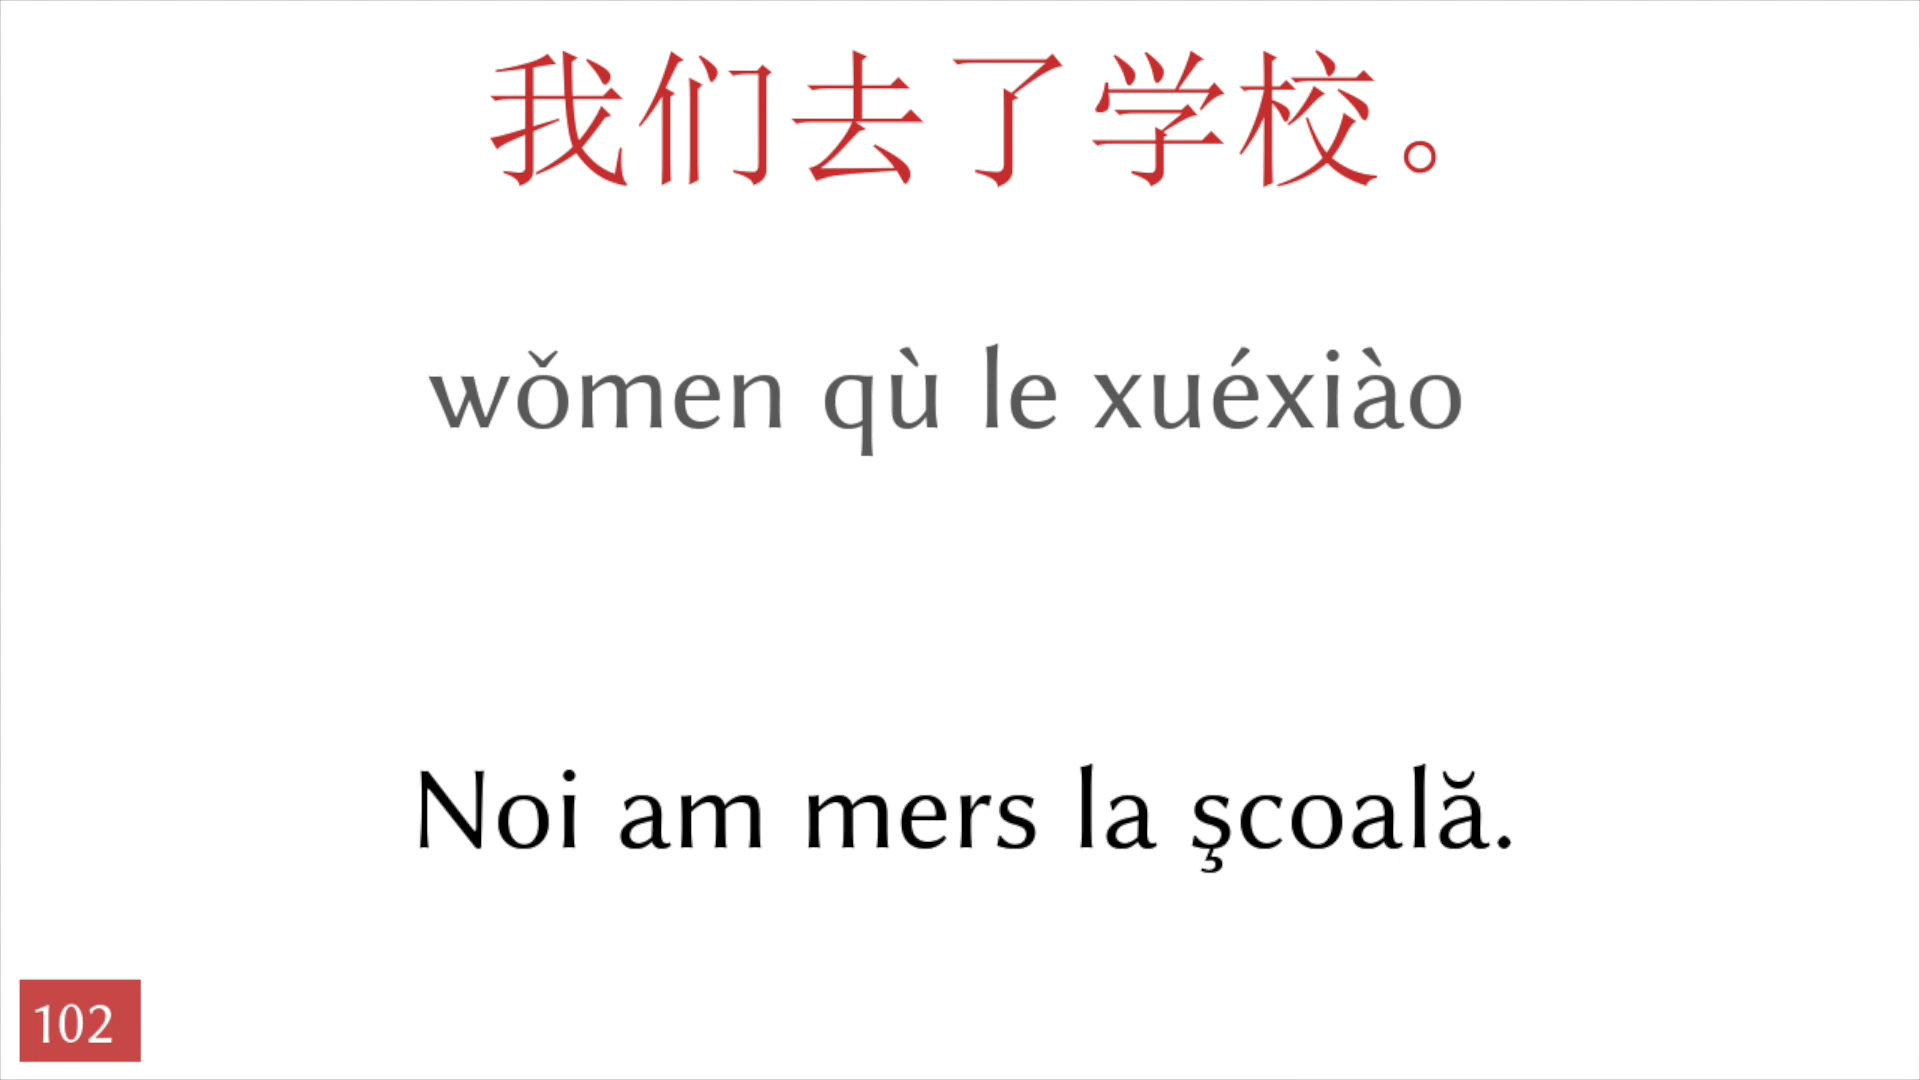 我们去了学校。
wǒmen qù le xuéxiào
Noi am mers la şcoală.
102